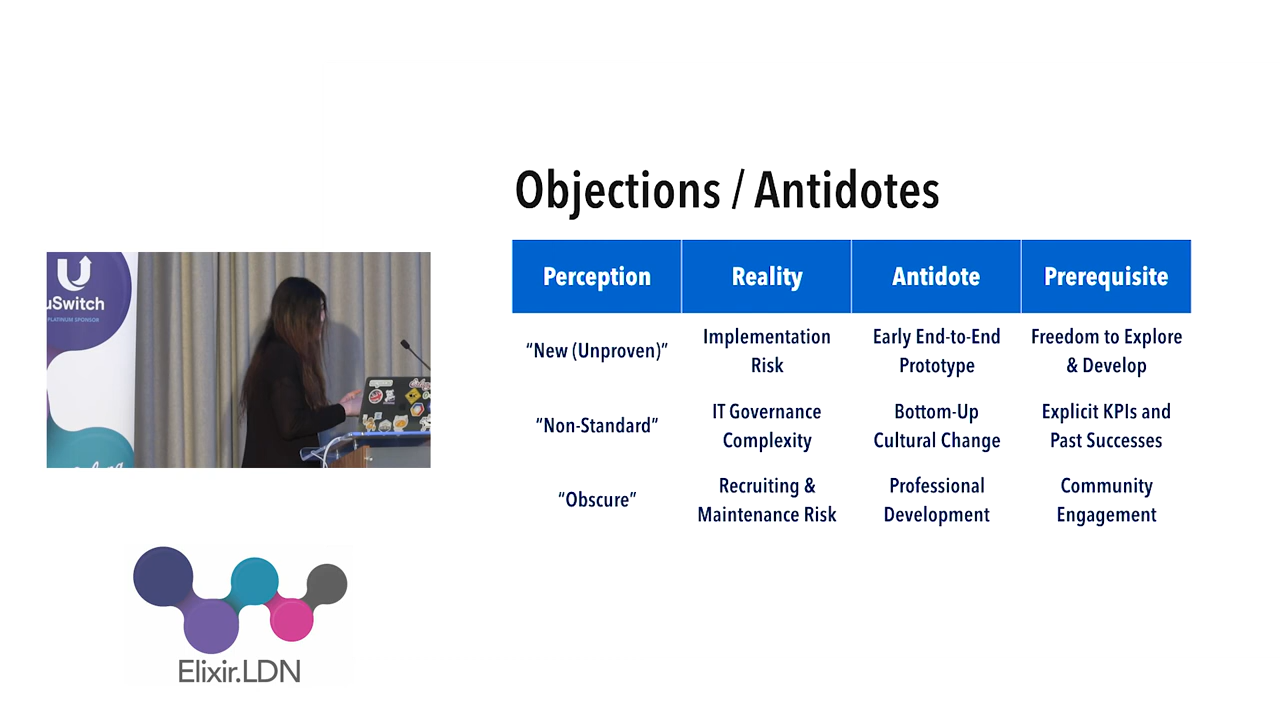 Objections / Antidotes
Perception Reality Antidote Prerequisite
“New (Unproven)” Implementation Risk Early End-to-End Prototype Freedom to Explore & Develop
“Non-Standard” IT Governance Complexity Bottom-Up Cultural Change Explicit KPIs and Past Successes
“Obscure” Recruiting & Maintenance Risk Professional Development Community Engagement
uSwitch
PLATINUM SPONSOR
Elixir.LDN